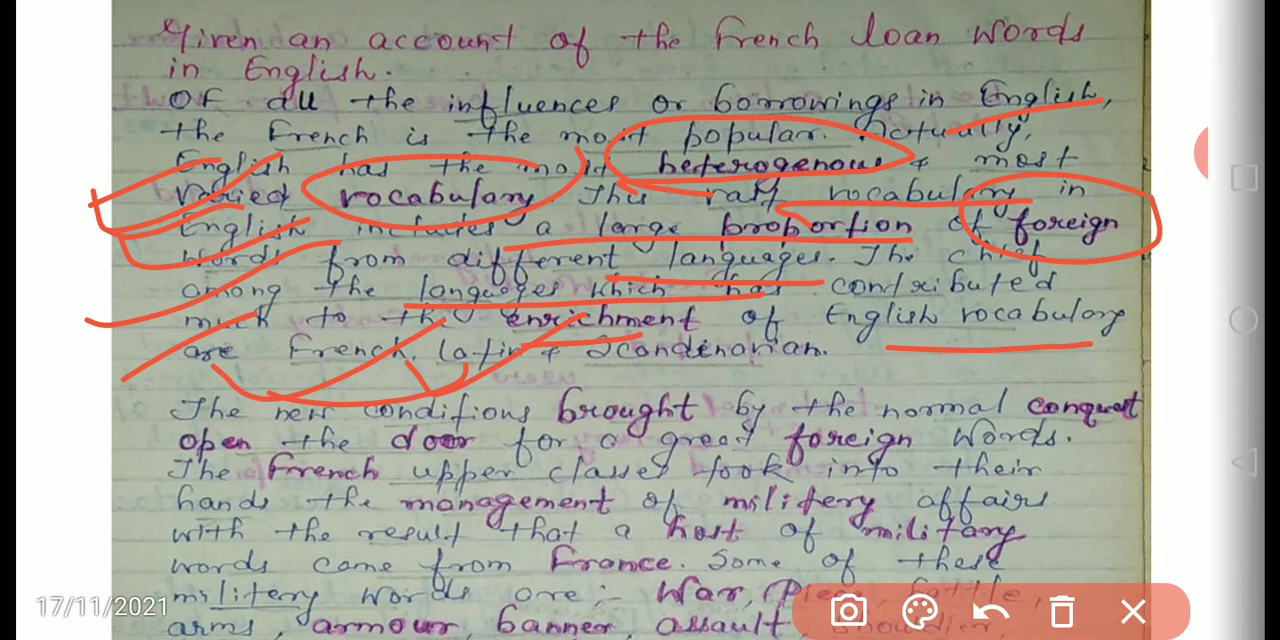 Given an account of the French loan words
in English.
Of all the influences or borrowings in English,
the French is the most popular. Actually,
English has the most heterogenous & most
varied vocabulary. This vast vocabulary in
English includes a large proportion of foreign
words from different languages. The chief
among the languages which has contributed
much to the enrichment of English vocabulary
are French, Latin & Scandinavian.
The new conditions brought by the normal conquest
open the door for a great foreign words.
The French upper classes took into their
hands the management of militery affairs
with the result that a host of military
words came from France. Some of these
militery words are :- War,
17/11/2021
arms, armour, banner, assault,